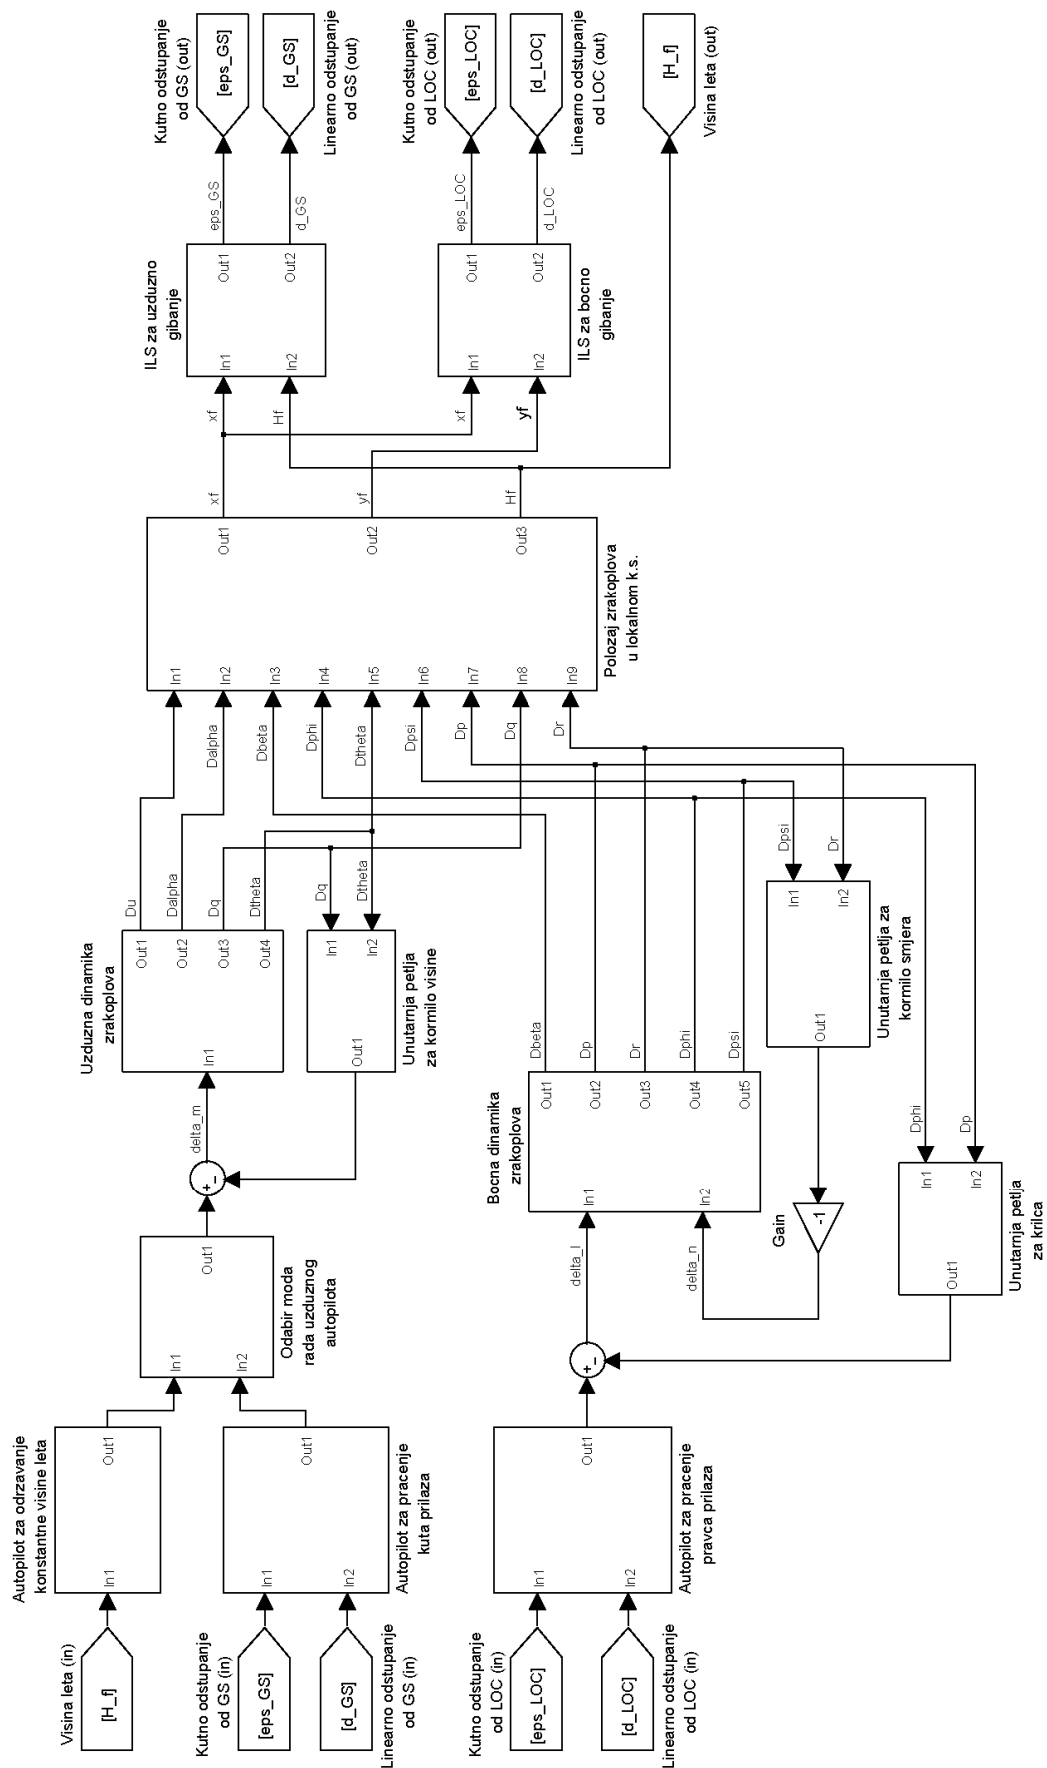 Visina leta (in)
[H_f]
Autopilot za odrzavanje
konstantne visine leta
In1
Out1
Kutno odstupanje
od GS (in)
[eps_GS]
[d_GS]
Linearno odstupanje
od GS (in)
In1
In2
Out1
Autopilot za pracenje
kuta prilaza
In1
In2
Out1
Odabir moda
rada uzduznog
autopilota
+
−
delta_m
Uzduzna dinamika
zrakoplova
In1
Out1
Out2
Out3
Out4
Du
Dalpha
Dq
Dtheta
Out1
In1
In2
Dq
Dtheta
Unutarnja petlja
za kormilo visine
Kutno odstupanje
od LOC (in)
[eps_LOC]
[d_LOC]
Linearno odstupanje
od LOC (in)
In1
In2
Out1
Autopilot za pracenje
pravca prilaza
+
−
delta_l
delta_n
Bocna dinamika
zrakoplova
In1
In2
Out1
Out2
Out3
Out4
Out5
Dbeta
Dp
Dr
Dphi
Dpsi
Gain
-1
Out1
In1
In2
Dpsi
Dr
Unutarnja petlja za
kormilo smjera
Out1
In1
In2
Dphi
Dp
Unutarnja petlja
za krilca
Dalpha
Dbeta
Dphi
Dtheta
Dpsi
Dp
Dq
Dr
In1
In2
In3
In4
In5
In6
In7
In8
In9
Out1
Out2
Out3
Polozaj zrakoplova
u lokalnom k.s.
xf
yf
Hf
xf
Hf
ILS za uzduzno
gibanje
In1
In2
Out1
Out2
eps_GS
d_GS
Kutno odstupanje
od GS (out)
[eps_GS]
[d_GS]
Linearno odstupanje
od GS (out)
xf
yf
In1
In2
Out1
Out2
ILS za bocno
gibanje
eps_LOC
d_LOC
Kutno odstupanje
od LOC (out)
[eps_LOC]
[d_LOC]
Linearno odstupanje
od LOC (out)
[H_f]
Visina leta (out)